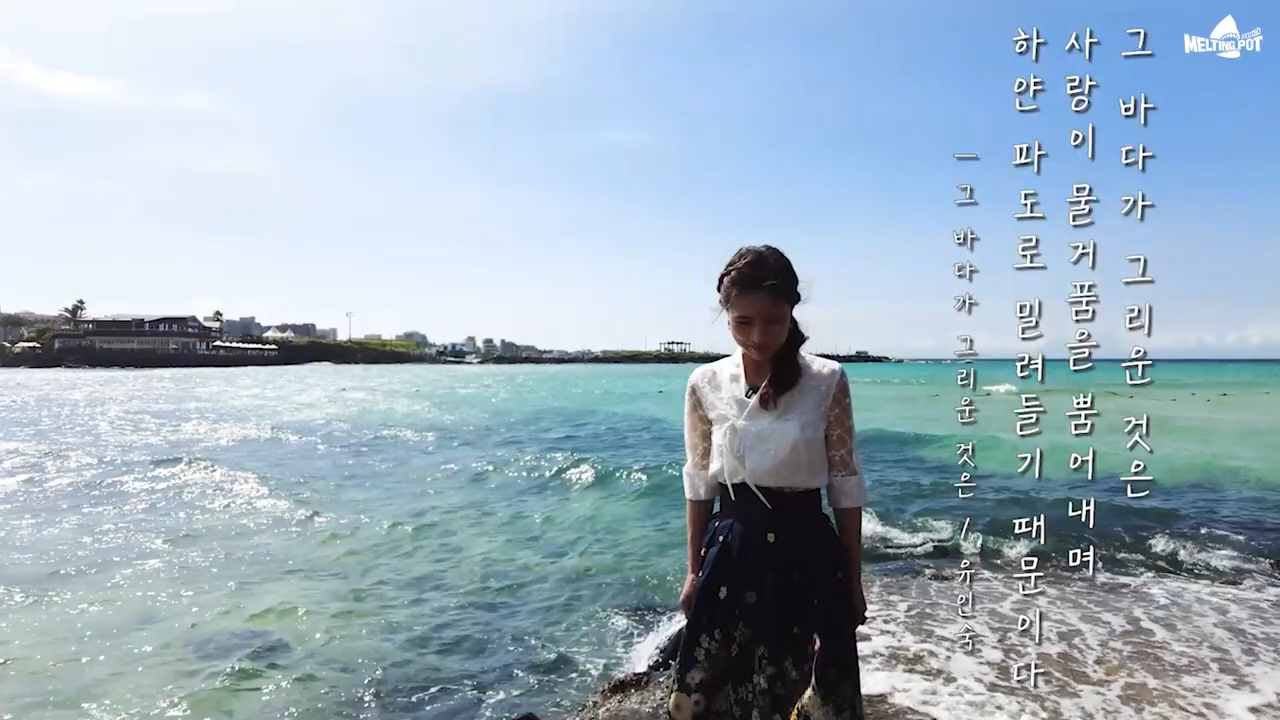 그 바다가 그리운 것은
사랑이 물거품을 뿜어내며
하얀 파도로 밀려들기 때문이다
— 그 바다가 그리운 것은 / 유인숙
MELTING POT